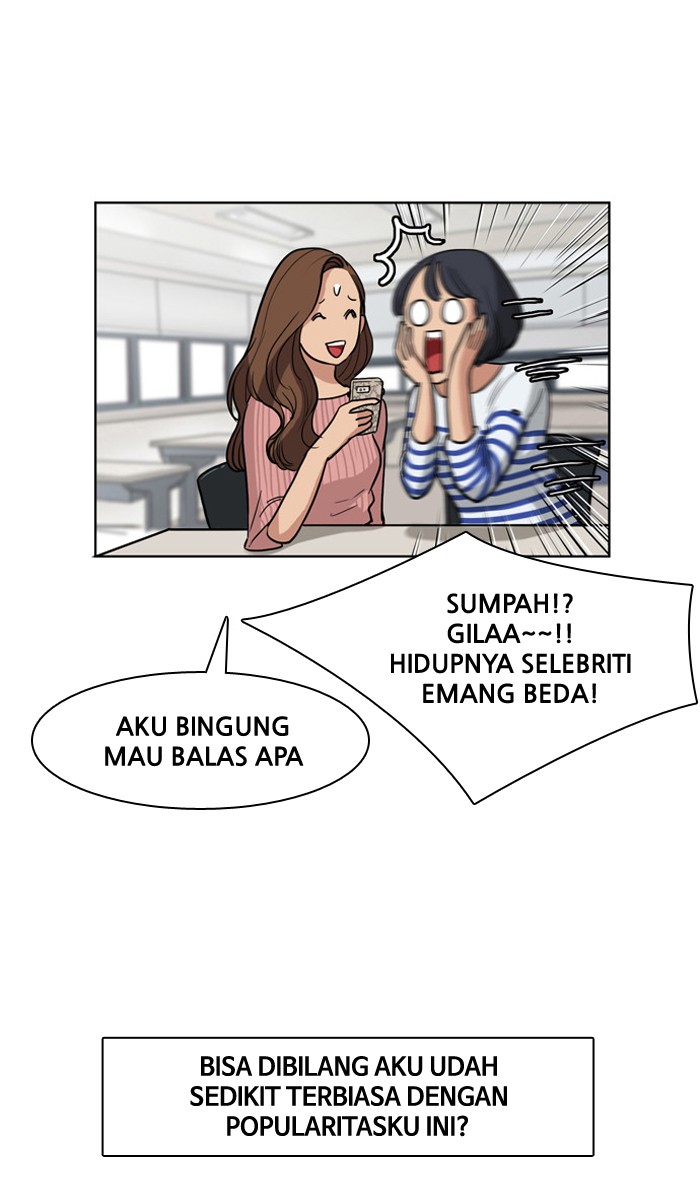 SUMPAH!?
GILAA~~!!
HIDUPNYA SELEBRITI
EMANG BEDA!
AKU BINGUNG
MAU BALAS APA
BISA DIBILANG AKU UDAH
SEDIKIT TERBIASA DENGAN
POPULARITASKU INI?